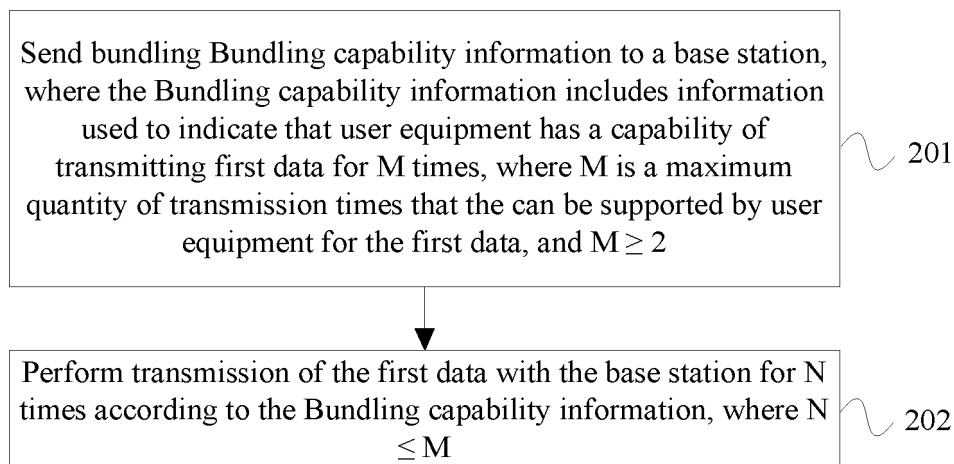 Send bundling Bundling capability information to a base station,
where the Bundling capability information includes information
used to indicate that user equipment has a capability of
transmitting first data for M times, where M is a maximum
quantity of transmission times that the can be supported by user
equipment for the first data, and M ≥ 2
201
Perform transmission of the first data with the base station for N
times according to the Bundling capability information, where N
≤ M
202